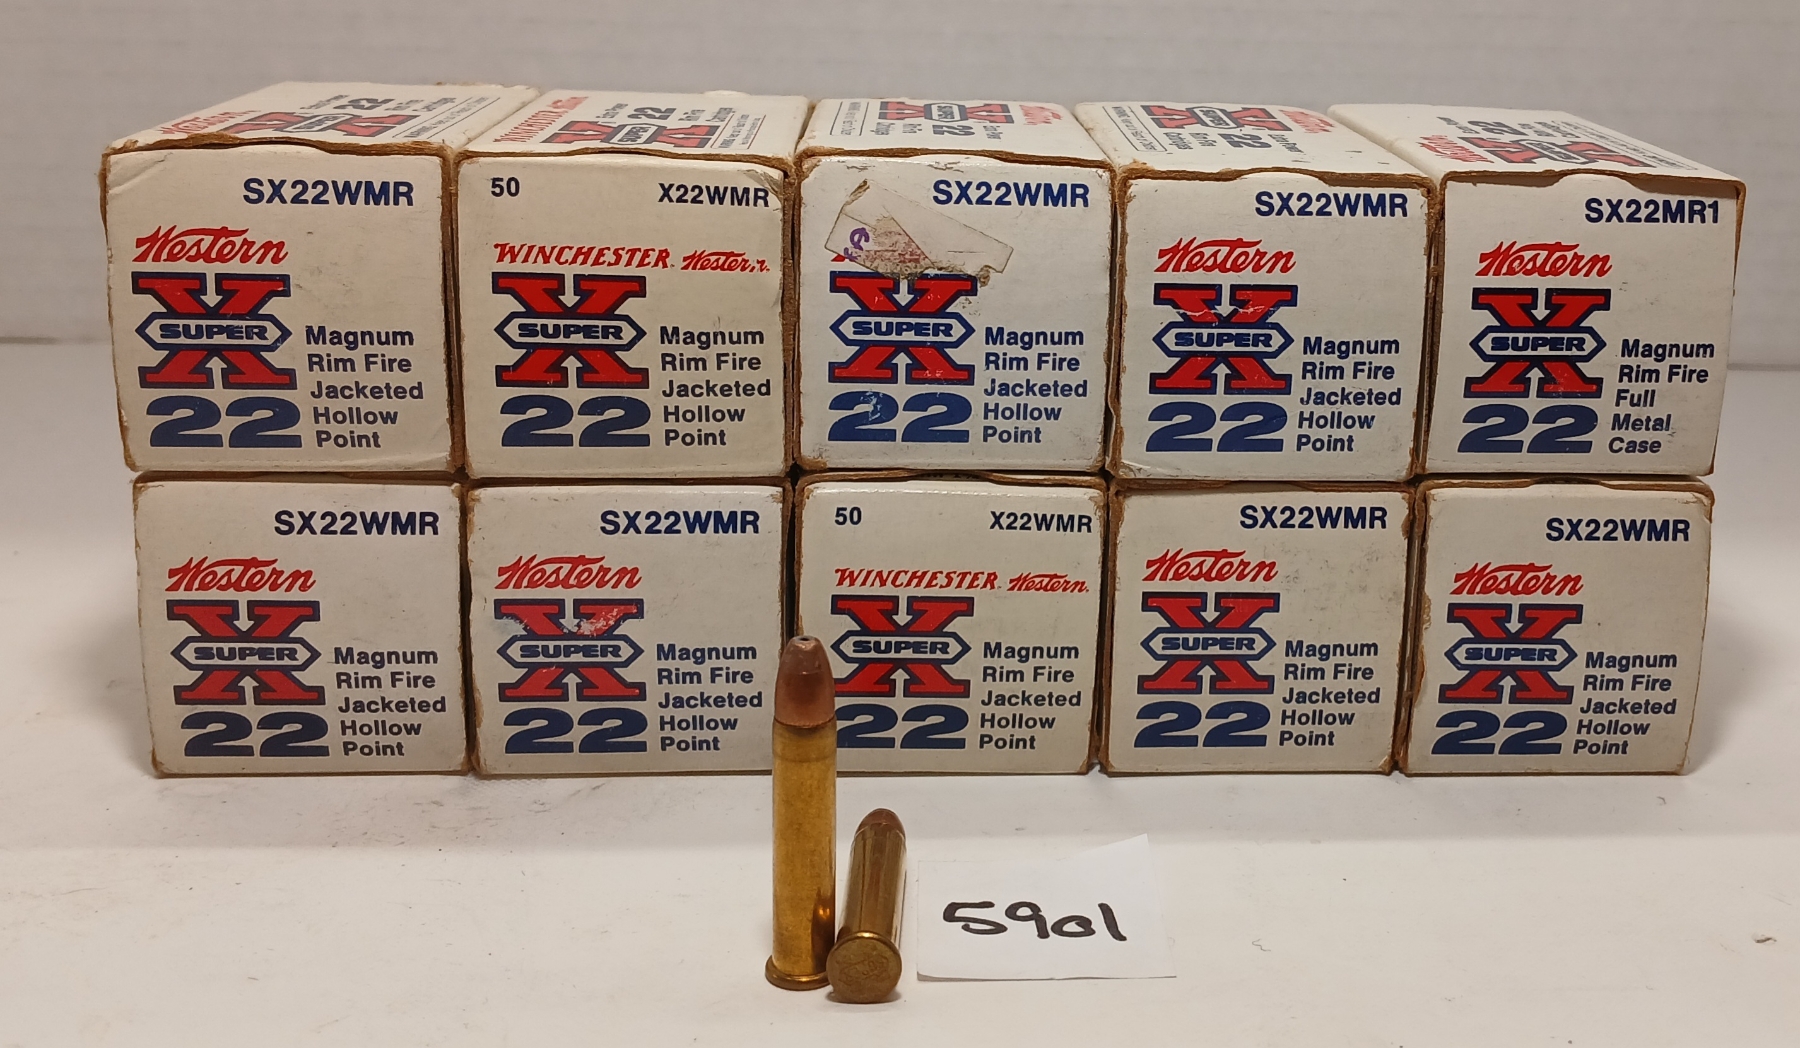 SX22WMR
Western
X
SUPER
22
Magnum
Rim Fire
Jacketed
Hollow
Point
50 X22WMR
WINCHESTER Western
X
SUPER
22
Magnum
Rim Fire
Jacketed
Hollow
Point
SX22WMR
X
SUPER
22
Magnum
Rim Fire
Jacketed
Hollow
Point
SX22WMR
Western
X
SUPER
22
Magnum
Rim Fire
Jacketed
Hollow
Point
SX22MR1
Western
X
SUPER
22
Magnum
Rim Fire
Full
Metal
Case
SX22WMR
Western
X
SUPER
22
Magnum
Rim Fire
Jacketed
Hollow
Point
SX22WMR
Western
X
SUPER
22
Magnum
Rim Fire
Jacketed
Hollow
Point
50 X22WMR
WINCHESTER Western
X
SUPER
22
Magnum
Rim Fire
Jacketed
Hollow
Point
SX22WMR
Western
X
SUPER
22
Magnum
Rim Fire
Jacketed
Hollow
Point
SX22WMR
Western
X
SUPER
22
Magnum
Rim Fire
Jacketed
Hollow
Point
5901